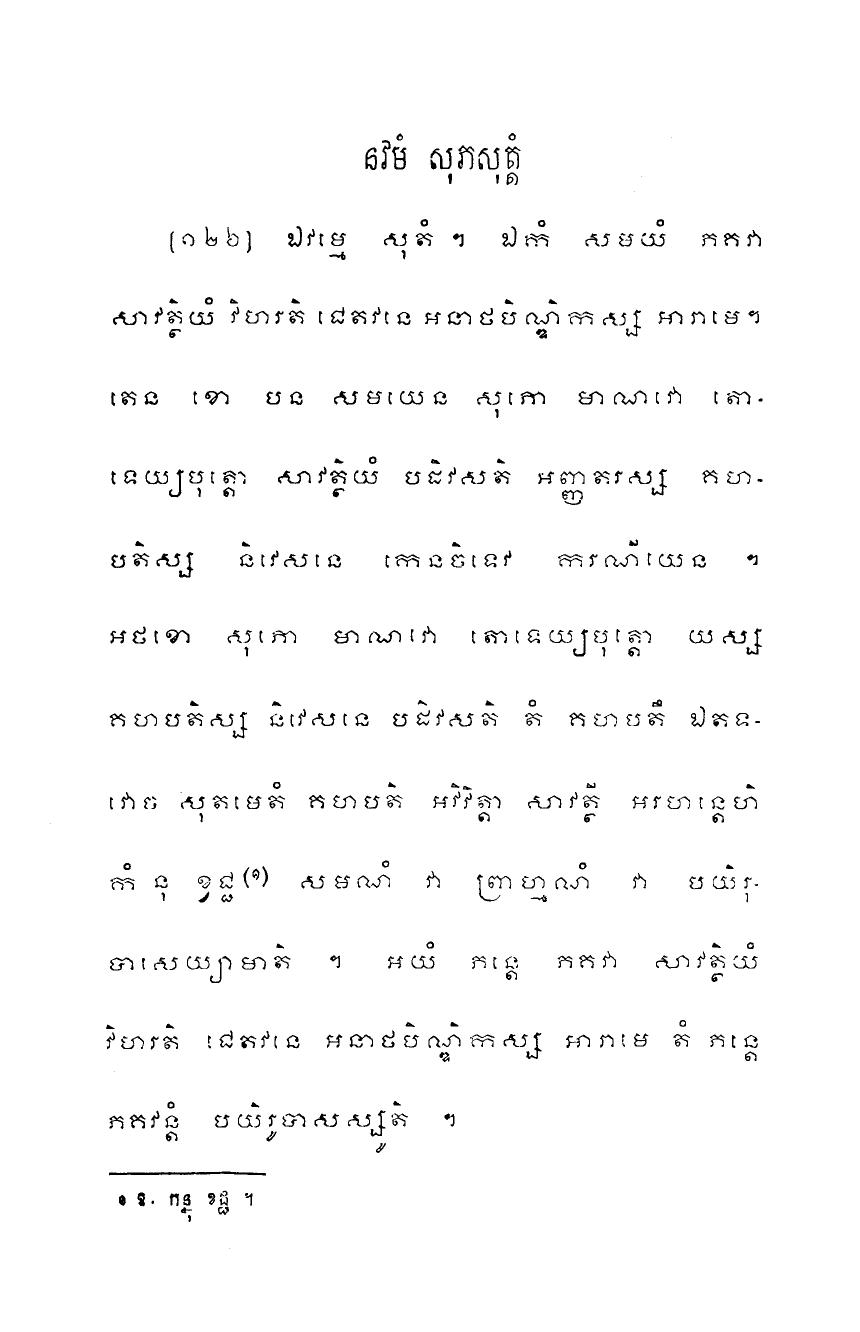 នវមំ សុភសុត្តំ
[១២៦] ឯវម្មេ សុតំ ។ ឯកំ សមយំ ភគវា
សាវត្ថិយំ វិហរតិ ជេតវនេ អនាថបិណ្ឌិកស្ស អារាមេ។
តេន ខោ បន សមយេន សុភោ មាណវោ តោ-
ទេយ្យបុត្តោ សាវត្ថិយំ បដិវសតិ អញ្ញតរស្ស គហ-
បតិស្ស និវេសនេ កេនចិទេវ ករណីយេន ។
អថខោ សុភោ មាណវោ តោទេយ្យបុត្តោ យស្ស
គហបតិស្ស និវេសនេ បដិវសតិ តំ គហបតឹ ឯតទ-
វោច សុតមេតំ គហបតិ អវិវិត្តា សាវត្ថី អរហន្តេហិ
កំ នុ ខ្វជ្ជ(១) សមណំ វា ព្រាហ្មណំ វា បយិរុ-
បាសេយ្យាមាតិ ។ អយំ ភន្តេ ភគវា សាវត្ថិយំ
វិហរតិ ជេតវនេ អនាថបិណ្ឌិកស្ស អារាមេ តំ ភន្តេ
ភគវន្តំ បយិរូបាសស្សូតិ ។
១ ឱ. កន្នុ ខជ្ជ ។